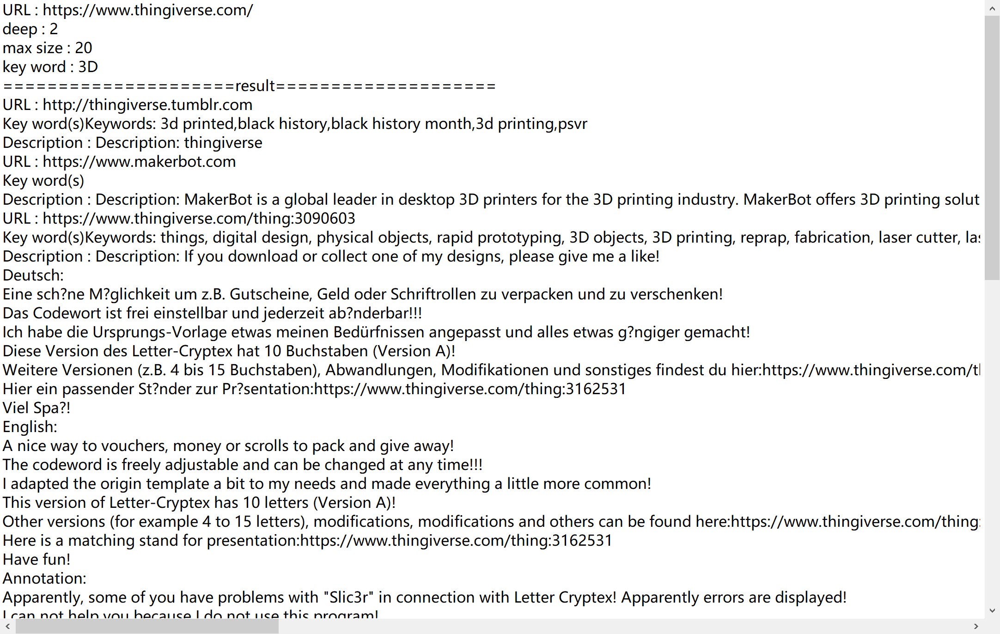 URL : https://www.thingiverse.com/
deep : 2
max size : 20
key word : 3D
=====================result====================
URL : http://thingiverse.tumblr.com
Key word(s)Keywords: 3d printed,black history,black history month,3d printing,psvr
Description : Description: thingiverse
URL : https://www.makerbot.com
Key word(s)
Description : Description: MakerBot is a global leader in desktop 3D printers for the 3D printing industry. MakerBot offers 3D printing solut
URL : https://www.thingiverse.com/thing:3090603
Key word(s)Keywords: things, digital design, physical objects, rapid prototyping, 3D objects, 3D printing, reprap, fabrication, laser cutter, las
Description : Description: If you download or collect one of my designs, please give me a like!
Deutsch:
Eine sch?ne M?glichkeit um z.B. Gutscheine, Geld oder Schriftrollen zu verpacken und zu verschenken!
Das Codewort ist frei einstellbar und jederzeit ab?nderbar!!!
Ich habe die Ursprungs-Vorlage etwas meinen Bedürfnissen angepasst und alles etwas g?ngiger gemacht!
Diese Version des Letter-Cryptex hat 10 Buchstaben (Version A)!
Weitere Versionen (z.B. 4 bis 15 Buchstaben), Abwandlungen, Modifikationen und sonstiges findest du hier:https://www.thingiverse.com/th
Hier ein passender St?nder zur Pr?sentation:https://www.thingiverse.com/thing:3162531
Viel Spa?!
English:
A nice way to vouchers, money or scrolls to pack and give away!
The codeword is freely adjustable and can be changed at any time!!!
I adapted the origin template a bit to my needs and made everything a little more common!
This version of Letter-Cryptex has 10 letters (Version A)!
Other versions (for example 4 to 15 letters), modifications, modifications and others can be found here:https://www.thingiverse.com/thing:
Here is a matching stand for presentation:https://www.thingiverse.com/thing:3162531
Have fun!
Annotation:
Apparently, some of you have problems with "Slic3r" in connection with Letter Cryptex! Apparently errors are displayed!
I can not help you because I do not use this program!